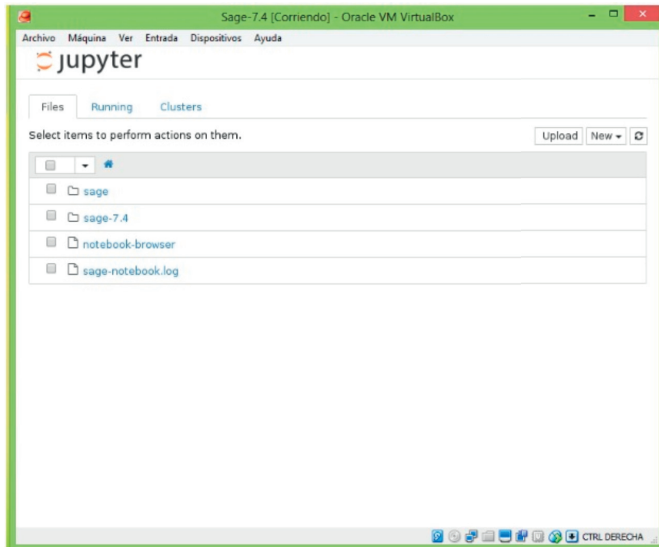 Sage-7.4 [Corriendo] - Oracle VM VirtualBox
Archivo Máquina Ver Entrada Dispositivos Ayuda
jupyter
Files Running Clusters
Select items to perform actions on them.
Upload New
sage
sage-7.4
notebook-browser
sage-notebook.log
CTRL DERECHA